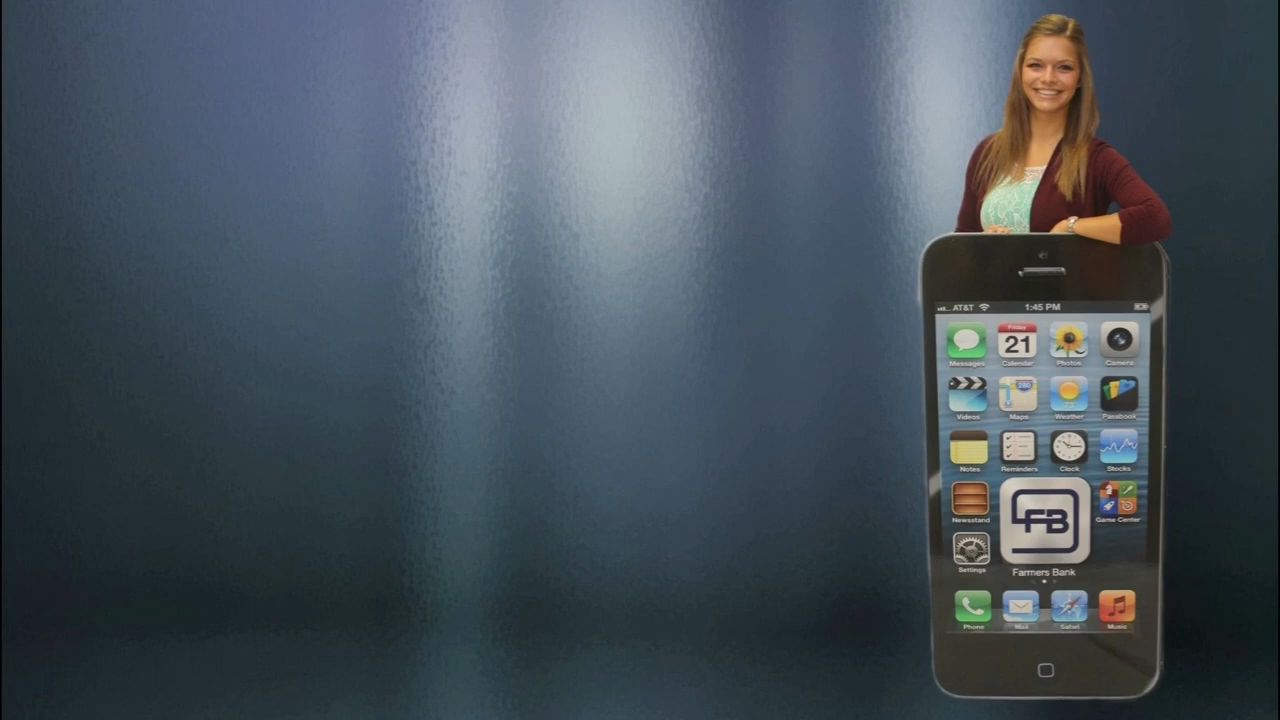 AT&T 1:45 PM
Friday
21
Messages Calendar Photos Camera
280
Videos Maps Weather Passbook
Notes Reminders Clock Stocks
FB
Newsstand Game Center
Settings
Farmers Bank
Phone Mail Safari Music